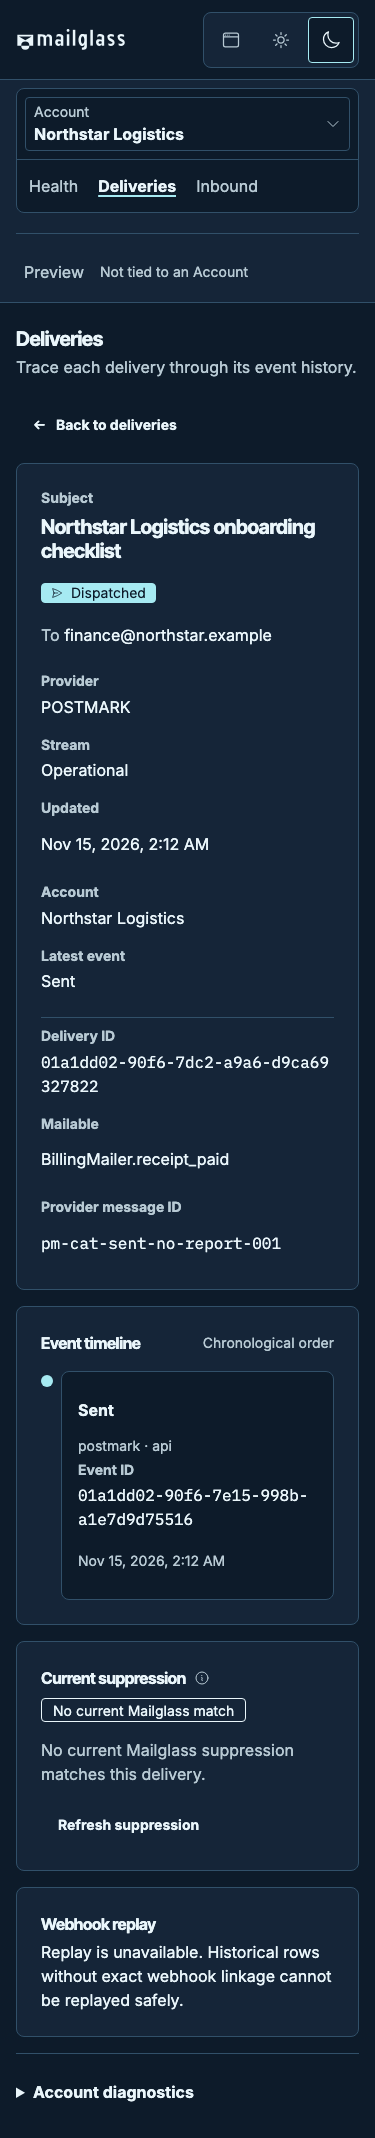 mailglass
Account
Northstar Logistics
Health Deliveries Inbound
Preview Not tied to an Account
Deliveries
Trace each delivery through its event history.
← Back to deliveries
Subject
Northstar Logistics onboarding
checklist
Dispatched
To finance@northstar.example
Provider
POSTMARK
Stream
Operational
Updated
Nov 15, 2026, 2:12 AM
Account
Northstar Logistics
Latest event
Sent
Delivery ID
01a1dd02-90f6-7dc2-a9a6-d9ca69
327822
Mailable
BillingMailer.receipt_paid
Provider message ID
pm-cat-sent-no-report-001
Event timeline Chronological order
Sent
postmark · api
Event ID
01a1dd02-90f6-7e15-998b-
a1e7d9d75516
Nov 15, 2026, 2:12 AM
Current suppression
No current Mailglass match
No current Mailglass suppression
matches this delivery.
Refresh suppression
Webhook replay
Replay is unavailable. Historical rows
without exact webhook linkage cannot
be replayed safely.
Account diagnostics